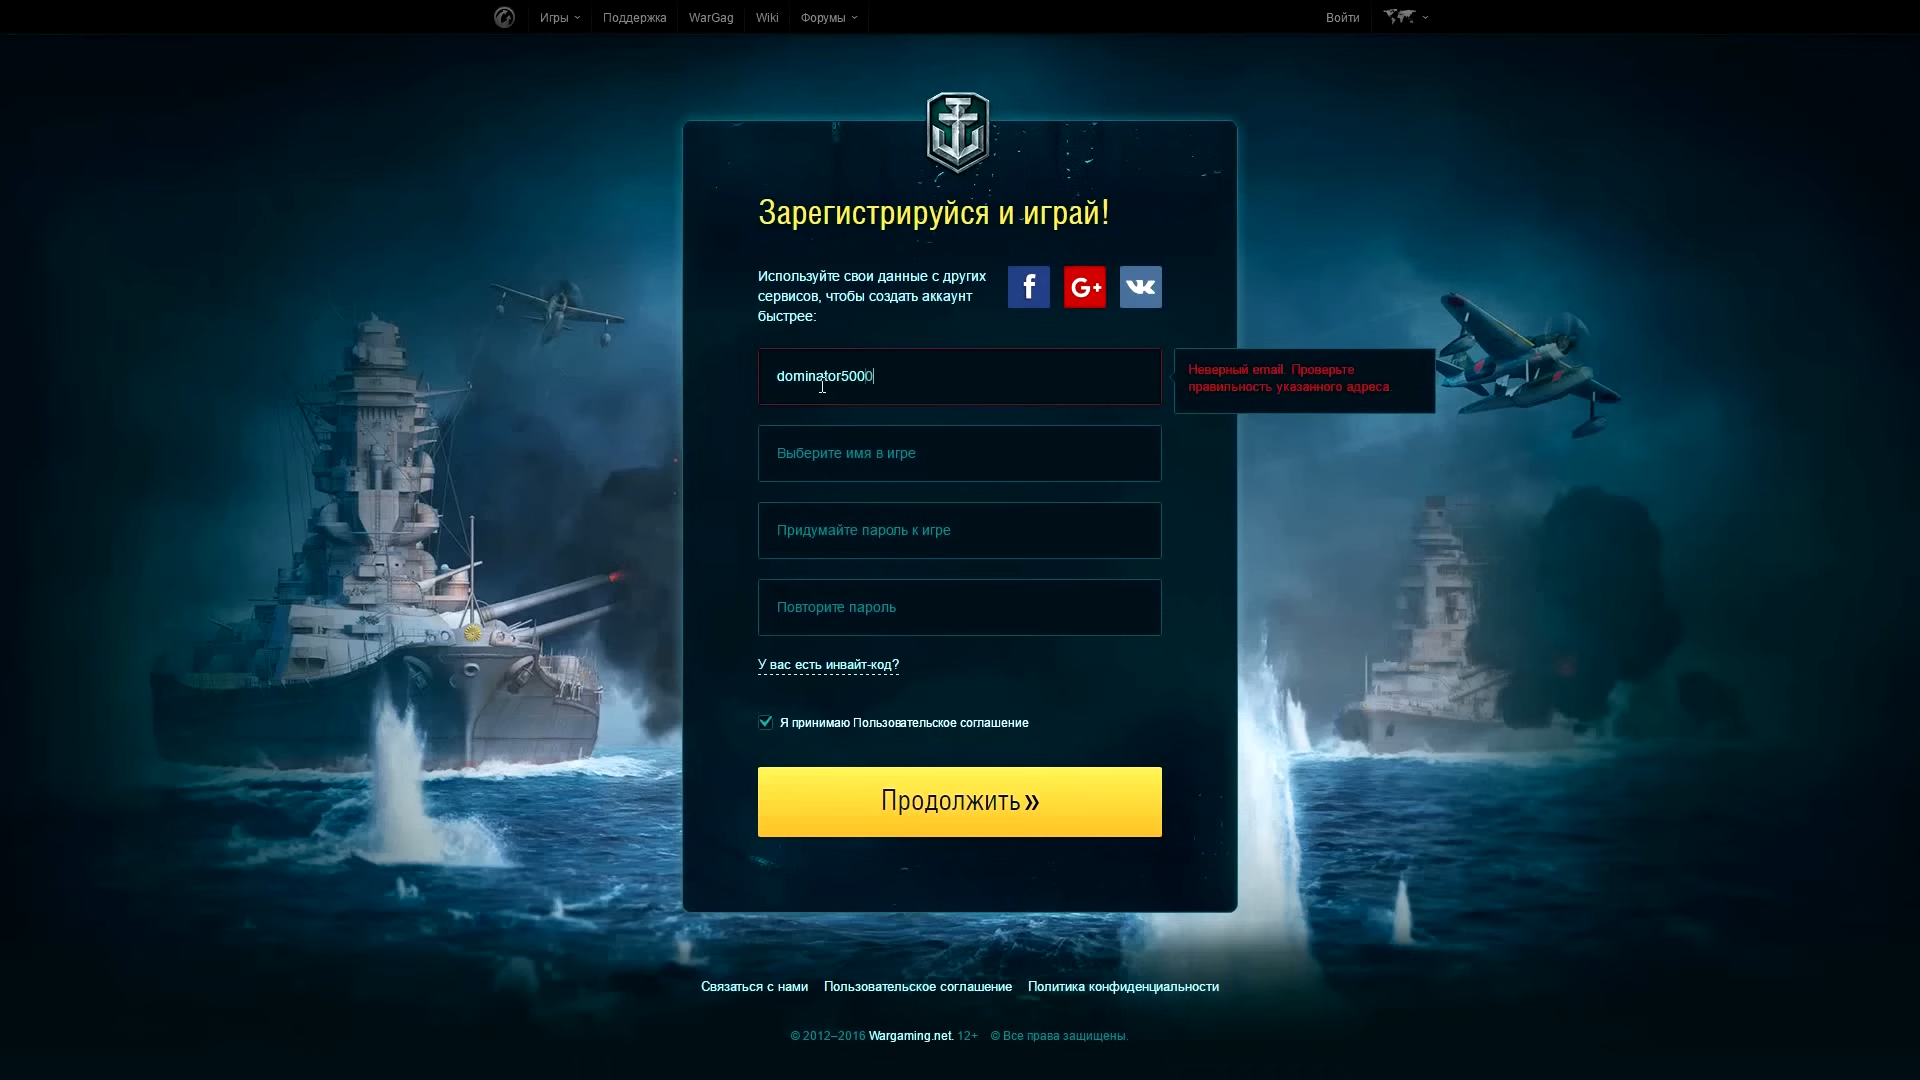 Игры
Поддержка
WarGag
Wiki
Форумы
Войти
Зарегистрируйся и играй!
Используйте свои данные с других
сервисов, чтобы создать аккаунт
быстрее:
f
G+
dominator5000
Неверный email. Проверьте
правильность указанного адреса.
Выберите имя в игре
Придумайте пароль к игре
Повторите пароль
У вас есть инвайт-код?
Я принимаю Пользовательское соглашение
Продолжить»
Связаться с нами Пользовательское соглашение Политика конфиденциальности
© 2012–2016 Wargaming.net. 12+ © Все права защищены.